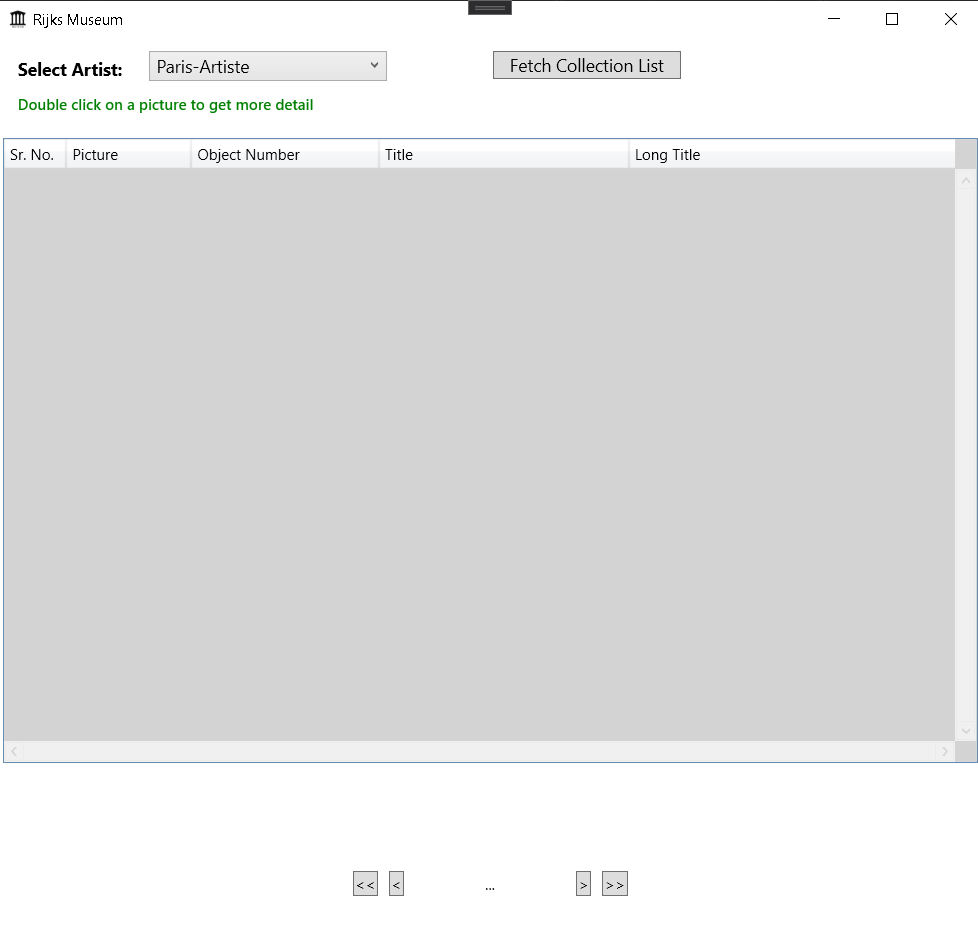 Rijks Museum
Select Artist: Paris-Artiste Fetch Collection List
Double click on a picture to get more detail
Sr. No. Picture Object Number Title Long Title
<< < ... > >>